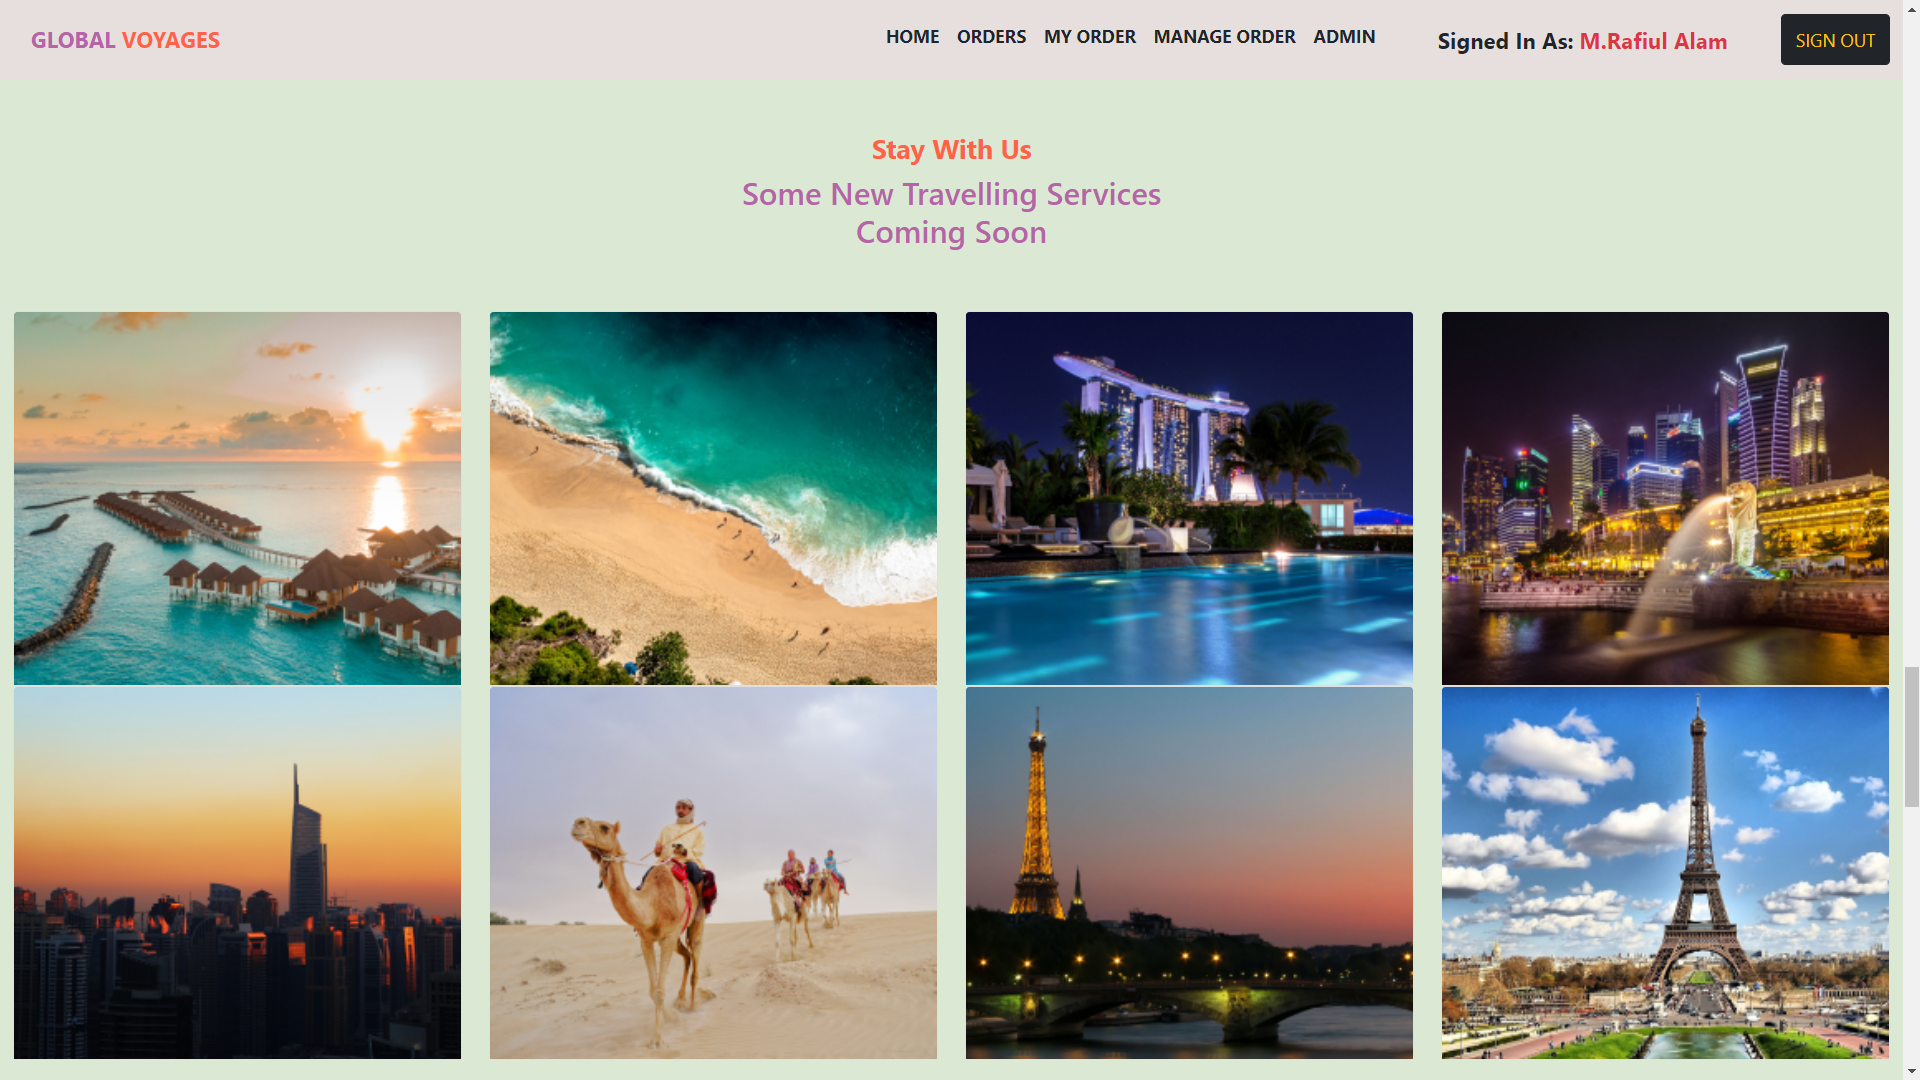 GLOBAL VOYAGES
HOME ORDERS MY ORDER MANAGE ORDER ADMIN
Signed In As: M.Rafiul Alam
SIGN OUT
Stay With Us
Some New Travelling Services
Coming Soon